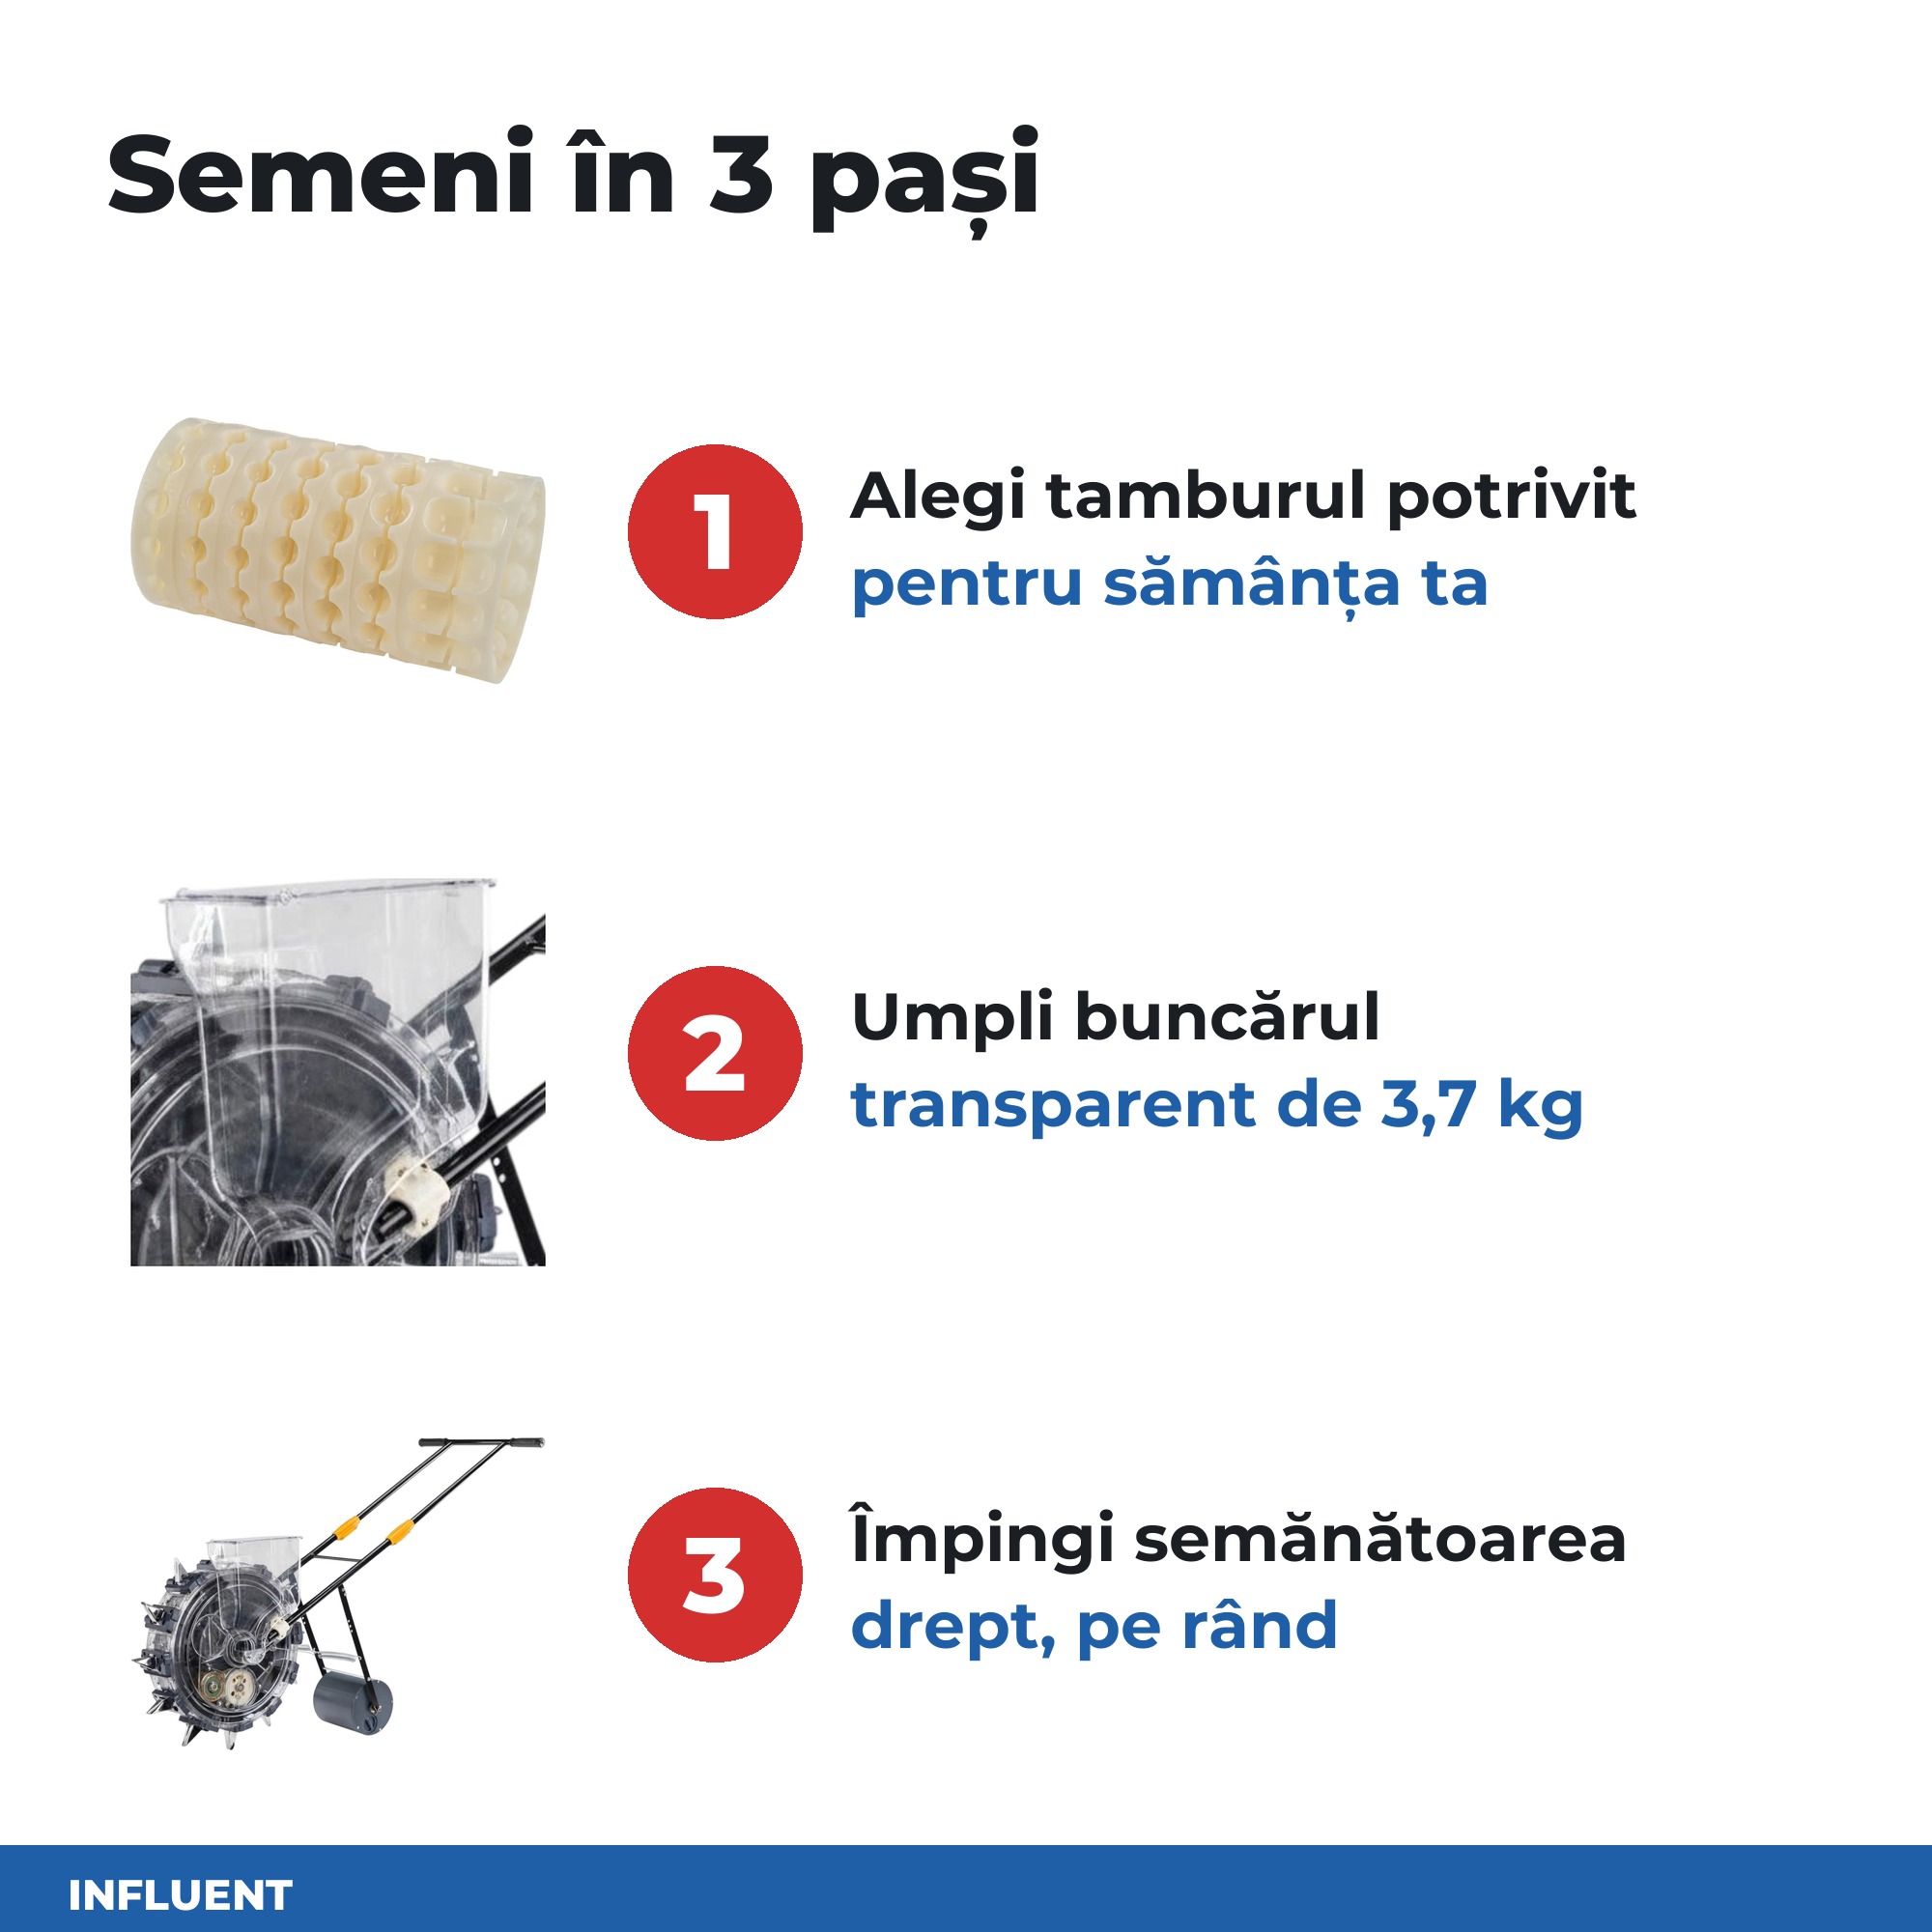 Semeni în 3 pași
1
Alegi tamburul potrivit
pentru sămânța ta
2
Umpli buncărul
transparent de 3,7 kg
3
Împingi semănătoarea
drept, pe rând
INFLUENT